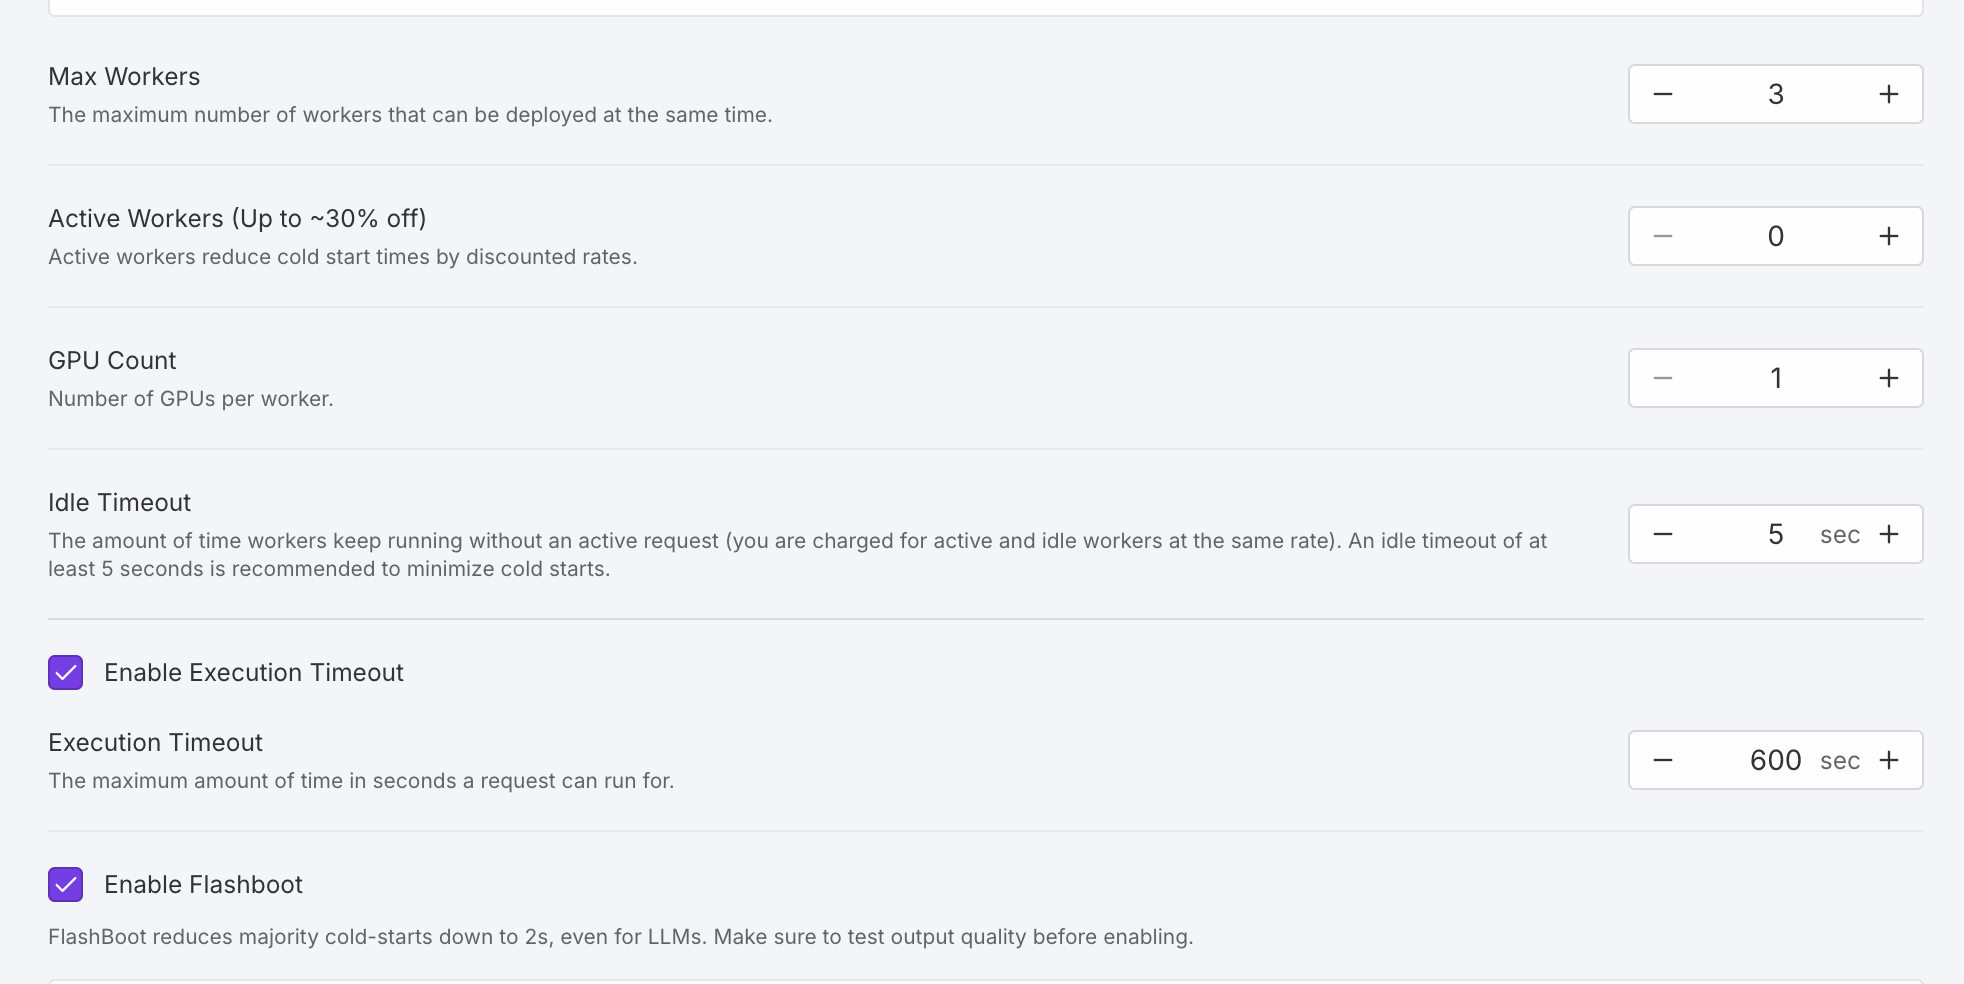 Max Workers
The maximum number of workers that can be deployed at the same time.
3
Active Workers (Up to ~30% off)
Active workers reduce cold start times by discounted rates.
0
GPU Count
Number of GPUs per worker.
1
Idle Timeout
The amount of time workers keep running without an active request (you are charged for active and idle workers at the same rate). An idle timeout of at
least 5 seconds is recommended to minimize cold starts.
5 sec
Enable Execution Timeout
Execution Timeout
The maximum amount of time in seconds a request can run for.
600 sec
Enable Flashboot
FlashBoot reduces majority cold-starts down to 2s, even for LLMs. Make sure to test output quality before enabling.